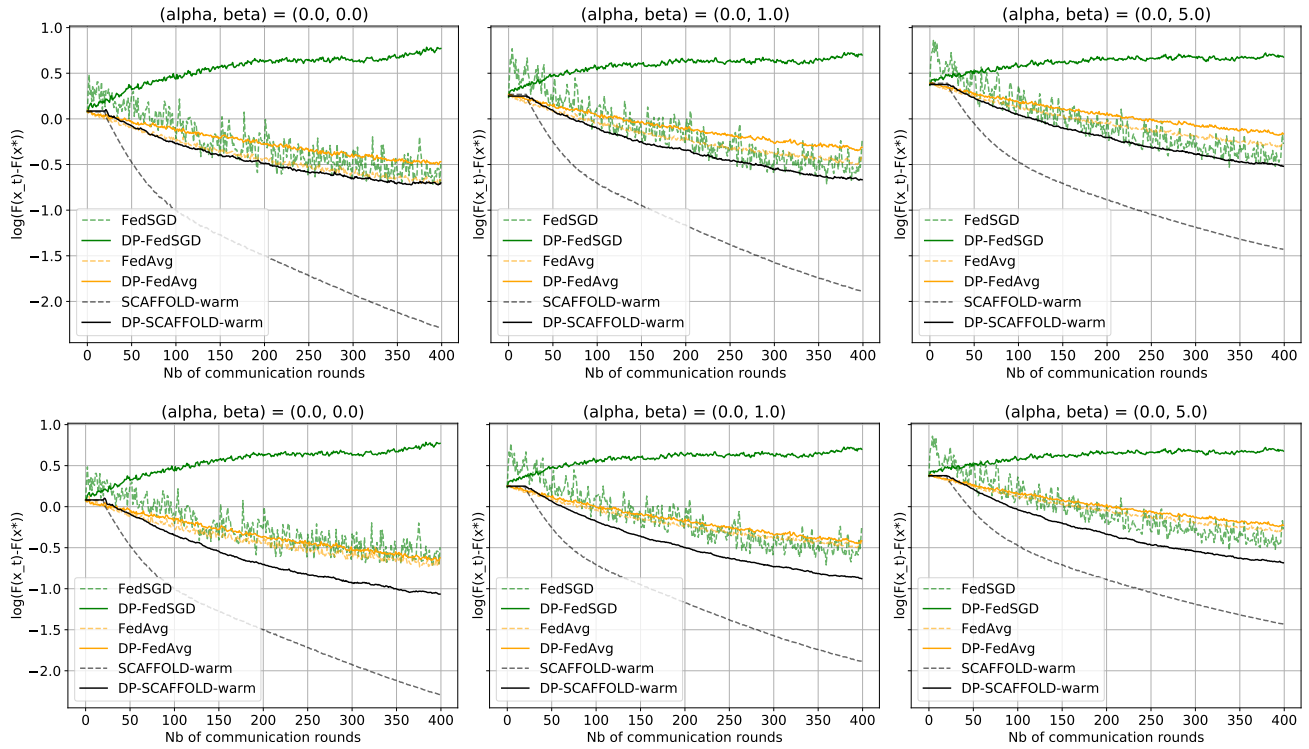 (alpha, beta) = (0.0, 0.0)
1.0
0.5
0.0
−0.5
−1.0
−1.5
−2.0
log(F(x_t)-F(x*))
FedSGD
DP-FedSGD
FedAvg
DP-FedAvg
SCAFFOLD-warm
DP-SCAFFOLD-warm
0 50 100 150 200 250 300 350 400
Nb of communication rounds
(alpha, beta) = (0.0, 1.0)
log(F(x_t)-F(x*))
FedSGD
DP-FedSGD
FedAvg
DP-FedAvg
SCAFFOLD-warm
DP-SCAFFOLD-warm
0 50 100 150 200 250 300 350 400
Nb of communication rounds
(alpha, beta) = (0.0, 5.0)
log(F(x_t)-F(x*))
FedSGD
DP-FedSGD
FedAvg
DP-FedAvg
SCAFFOLD-warm
DP-SCAFFOLD-warm
0 50 100 150 200 250 300 350 400
Nb of communication rounds
(alpha, beta) = (0.0, 0.0)
1.0
0.5
0.0
−0.5
−1.0
−1.5
−2.0
log(F(x_t)-F(x*))
FedSGD
DP-FedSGD
FedAvg
DP-FedAvg
SCAFFOLD-warm
DP-SCAFFOLD-warm
0 50 100 150 200 250 300 350 400
Nb of communication rounds
(alpha, beta) = (0.0, 1.0)
log(F(x_t)-F(x*))
FedSGD
DP-FedSGD
FedAvg
DP-FedAvg
SCAFFOLD-warm
DP-SCAFFOLD-warm
0 50 100 150 200 250 300 350 400
Nb of communication rounds
(alpha, beta) = (0.0, 5.0)
log(F(x_t)-F(x*))
FedSGD
DP-FedSGD
FedAvg
DP-FedAvg
SCAFFOLD-warm
DP-SCAFFOLD-warm
0 50 100 150 200 250 300 350 400
Nb of communication rounds